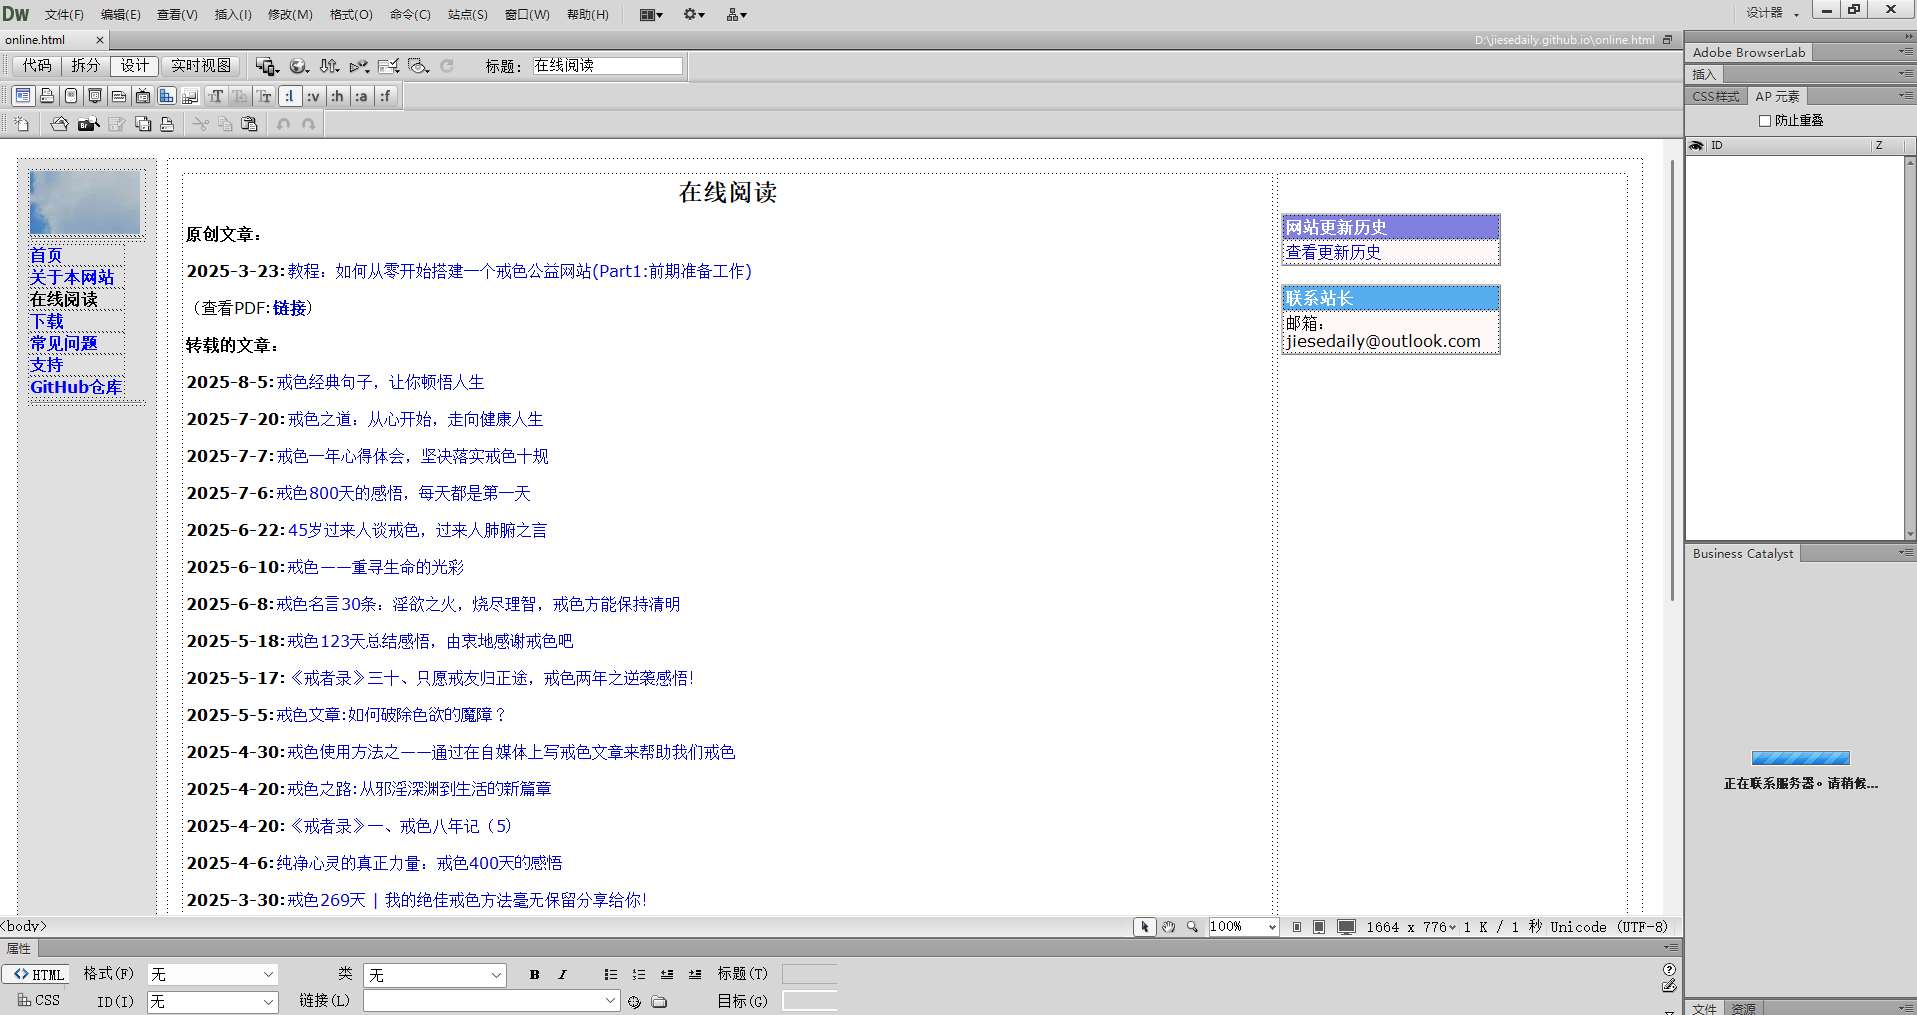 Dw 文件(F) 编辑(E) 查看(V) 插入(I) 修改(M) 格式(O) 命令(C) 站点(S) 窗口(W) 帮助(H) 设计器
online.html D:\jiesedaily.github.io\online.html
代码 拆分 设计 实时视图 标题: 在线阅读
:l :v :h :a :f
在线阅读
首页
关于本网站
在线阅读
下载
常见问题
支持
GitHub仓库
原创文章：
2025-3-23:教程：如何从零开始搭建一个戒色公益网站(Part1:前期准备工作)
（查看PDF:链接）
转载的文章：
2025-8-5:戒色经典句子，让你顿悟人生
2025-7-20:戒色之道：从心开始，走向健康人生
2025-7-7:戒色一年心得体会，坚决落实戒色十规
2025-7-6:戒色800天的感悟，每天都是第一天
2025-6-22:45岁过来人谈戒色，过来人肺腑之言
2025-6-10:戒色——重寻生命的光彩
2025-6-8:戒色名言30条：淫欲之火，烧尽理智，戒色方能保持清明
2025-5-18:戒色123天总结感悟，由衷地感谢戒色吧
2025-5-17:《戒者录》三十、只愿戒友归正途，戒色两年之逆袭感悟！
2025-5-5:戒色文章:如何破除色欲的魔障？
2025-4-30:戒色使用方法之一——通过在自媒体上写戒色文章来帮助我们戒色
2025-4-20:戒色之路:从邪淫深渊到生活的新篇章
2025-4-20:《戒者录》一、戒色八年记（5）
2025-4-6:纯净心灵的真正力量：戒色400天的感悟
2025-3-30:戒色269天 | 我的绝佳戒色方法毫无保留分享给你！
网站更新历史
查看更新历史
联系站长
邮箱：
jiesedaily@outlook.com
Adobe BrowserLab
插入
CSS样式 AP 元素
防止重叠
ID Z
Business Catalyst
正在联系服务器。请稍候...
文件 资源
<body> 100% 1664 x 776 1 K / 1 秒 Unicode (UTF-8)
属性
<> HTML 格式(F) 无 类 无 B I 标题(T)
CSS ID(I) 无 链接(L) 目标(G)